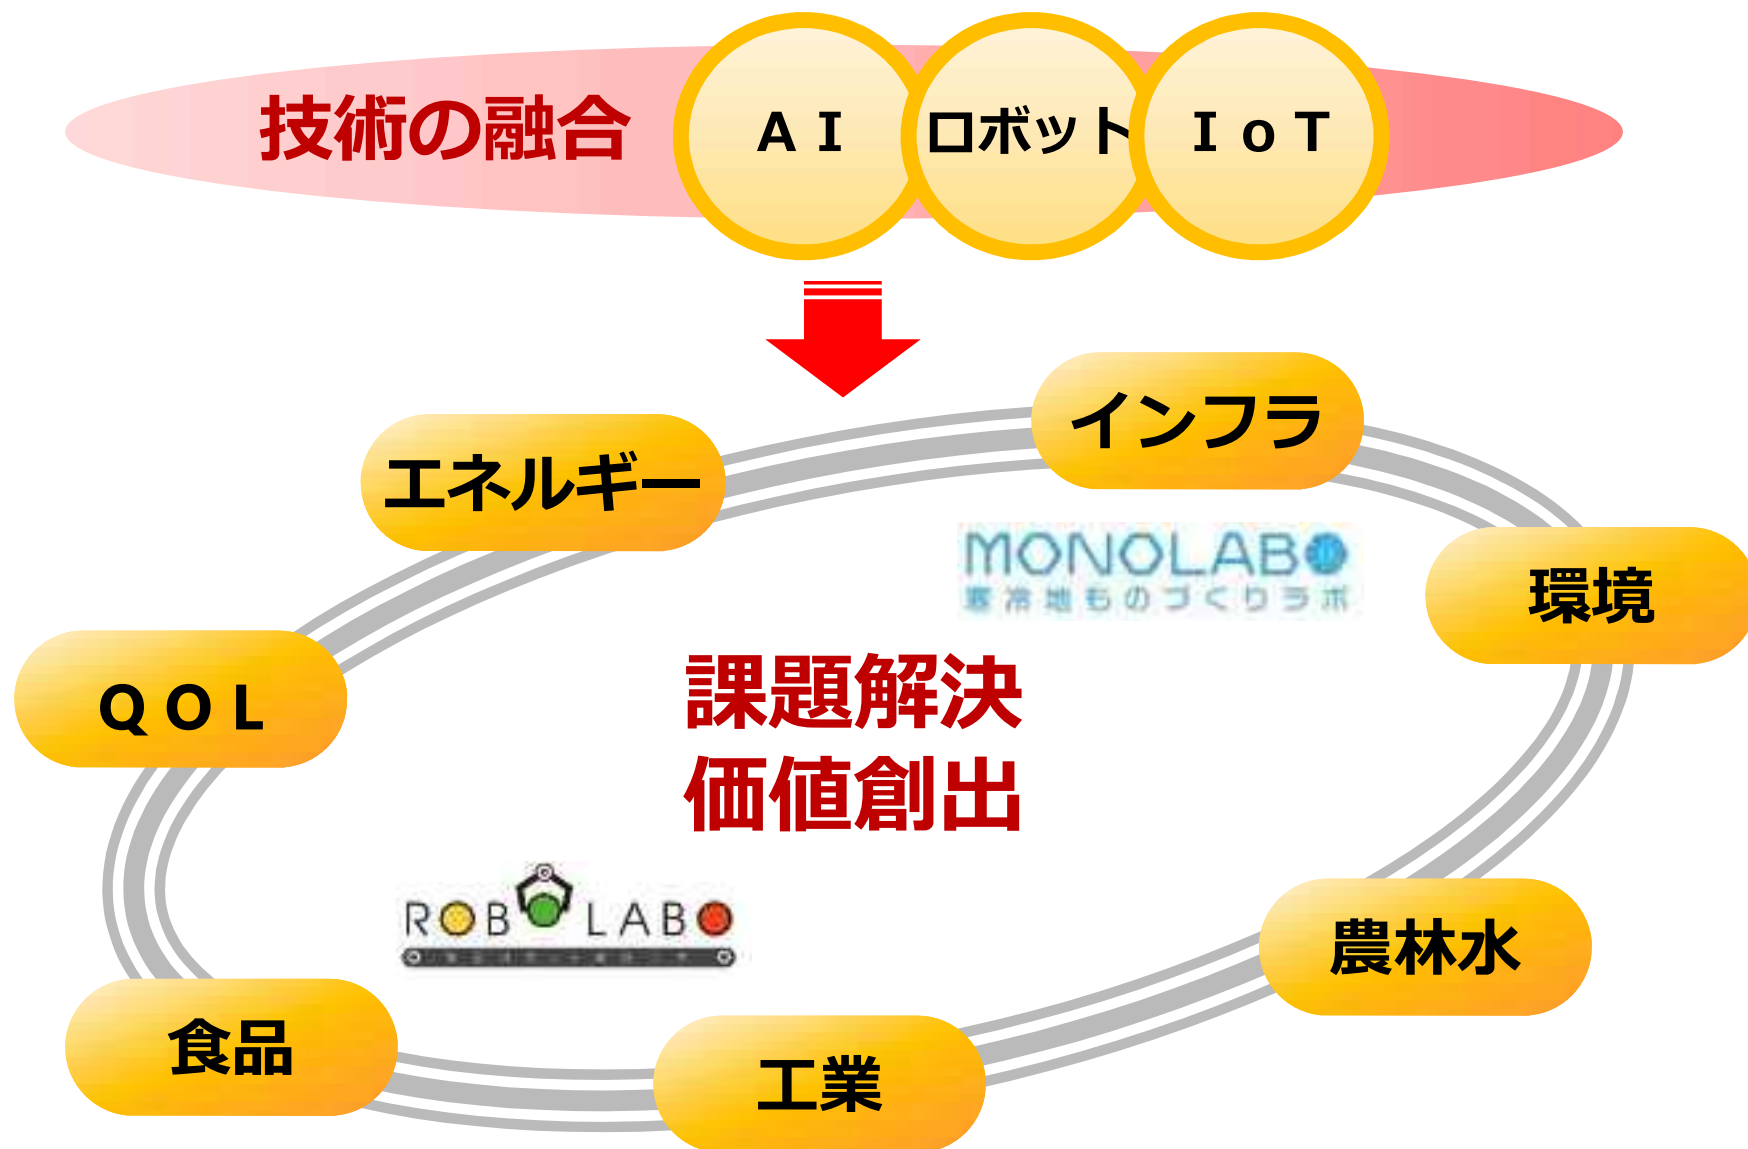 技術の融合
ＡＩ
ロボット
ＩｏＴ
インフラ
エネルギー
MONOLABO
寒冷地ものづくりラボ
環境
課題解決
価値創出
ＱＯＬ
ROBOLABO
農林水
食品
工業